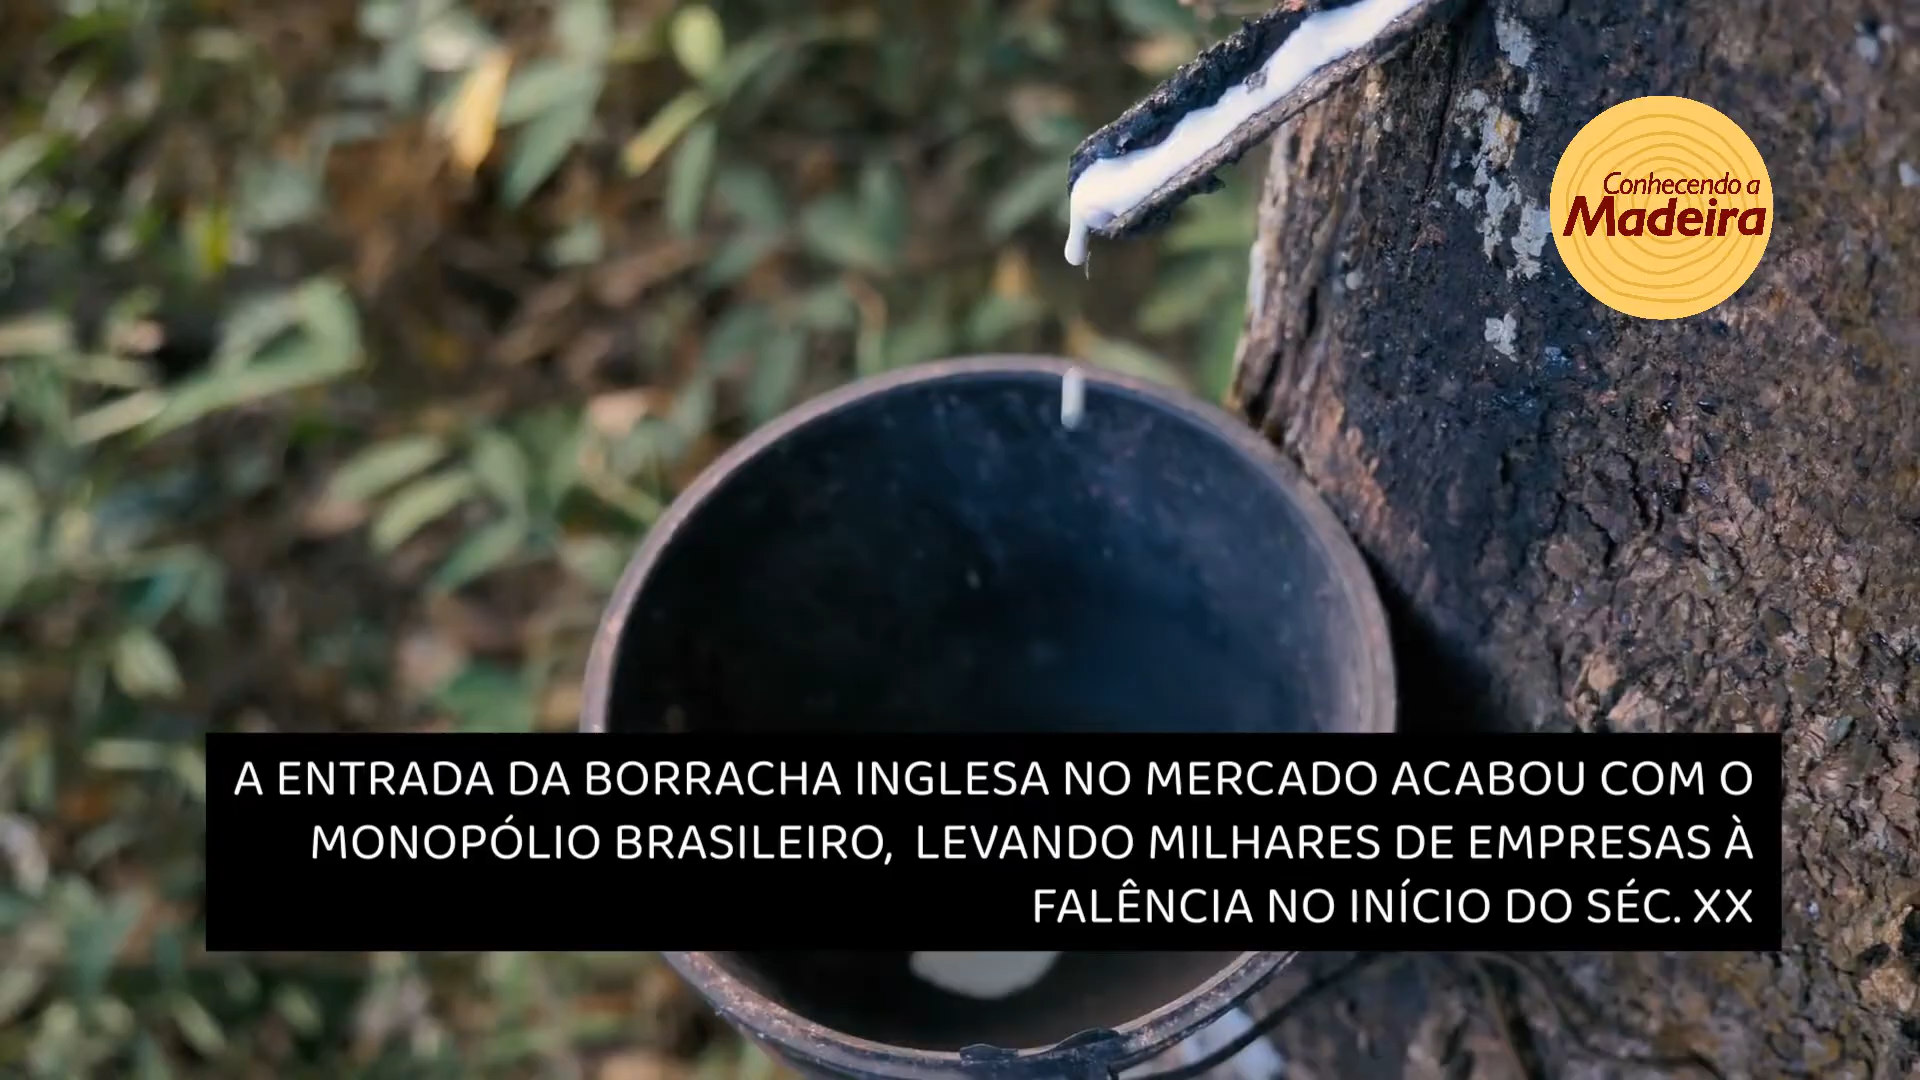 Conhecendo a
Madeira
A ENTRADA DA BORRACHA INGLESA NO MERCADO ACABOU COM O
MONOPÓLIO BRASILEIRO, LEVANDO MILHARES DE EMPRESAS À
FALÊNCIA NO INÍCIO DO SÉC. XX